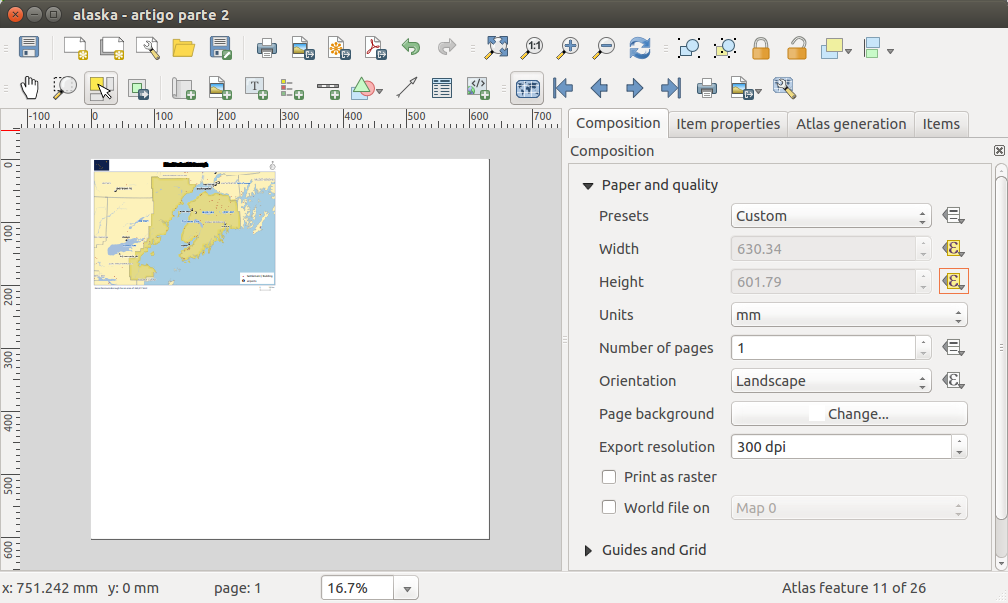 alaska - artigo parte 2
-100 0 100 200 300 400 500 600 700
0
100
200
300
400
500
600
Composition Item properties Atlas generation Items
Composition
Paper and quality
Presets Custom
Width 630.34
Height 601.79
Units mm
Number of pages 1
Orientation Landscape
Page background Change...
Export resolution 300 dpi
Print as raster
World file on Map 0
Guides and Grid
x: 751.242 mm y: 0 mm page: 1 16.7% Atlas feature 11 of 26